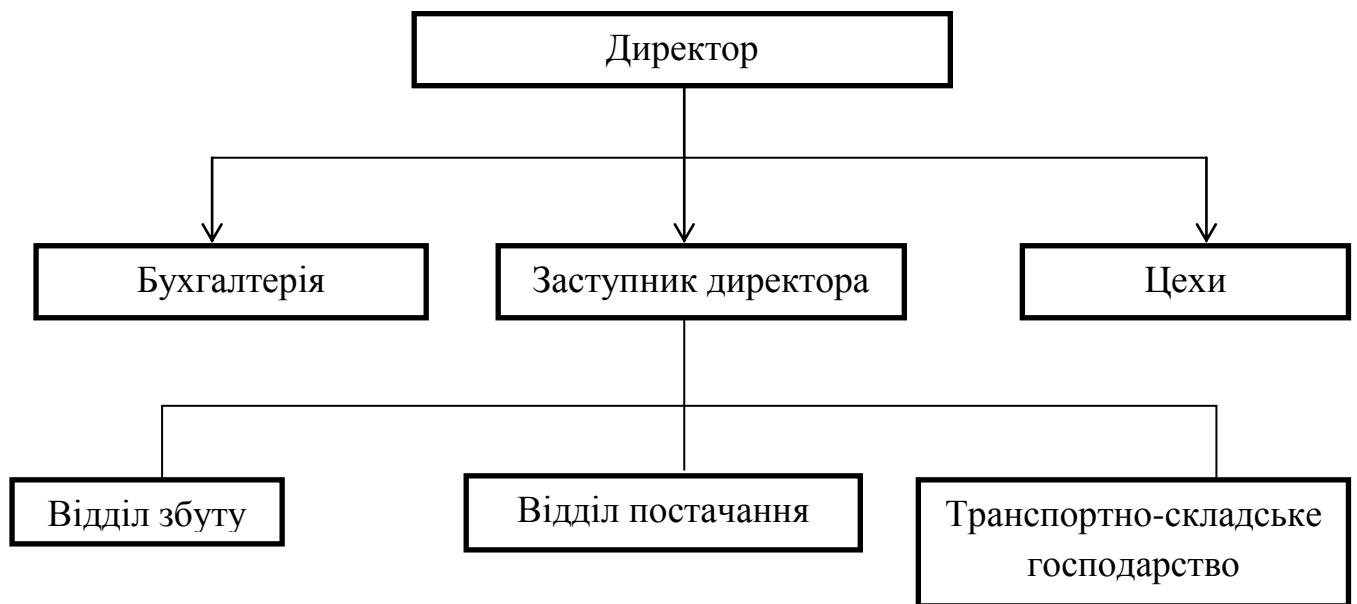 Директор
Бухгалтерія
Заступник директора
Цехи
Відділ збуту
Відділ постачання
Транспортно-складське
господарство